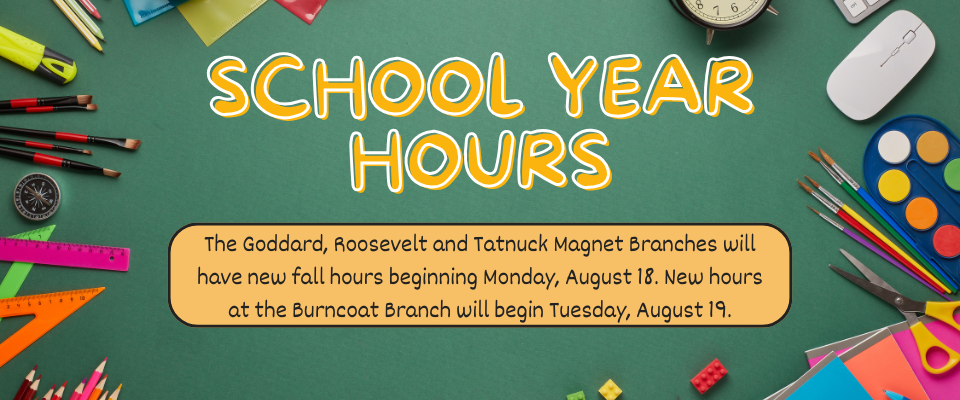 SCHOOL YEAR
HOURS
The Goddard, Roosevelt and Tatnuck Magnet Branches will
have new fall hours beginning Monday, August 18. New hours
at the Burncoat Branch will begin Tuesday, August 19.